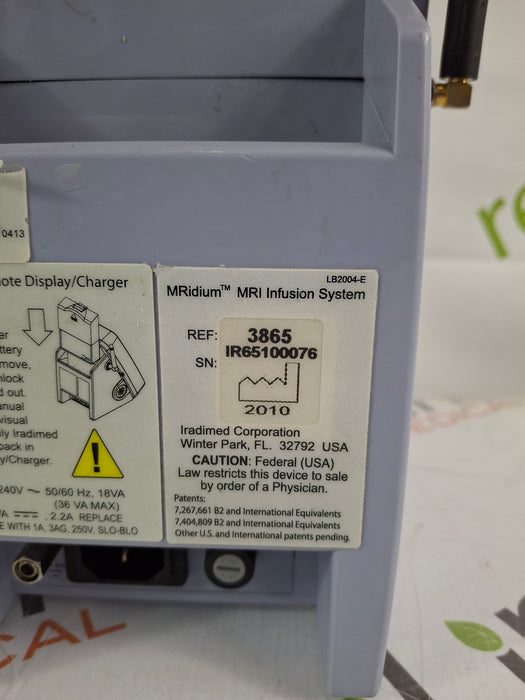 0413
ote Display/Charger
er
ttery
move,
nlock
d out.
anual
visual
ily Iradimed
pack in
y/Charger.
240V ~ 50/60 Hz, 18VA
(36 VA MAX)
.2.2A REPLACE
E WITH 1A, 3AG, 250V, SLO-BLO
LB2004-E
MRidium™ MRI Infusion System
REF: 3865
SN: IR65100076
2010
Iradimed Corporation
Winter Park, FL. 32792 USA
CAUTION: Federal (USA)
Law restricts this device to sale
by order of a Physician.
Patents:
7,267,661 B2 and International Equivalents
7,404,809 B2 and International Equivalents
Other U.S. and International patents pending.
re
CAL